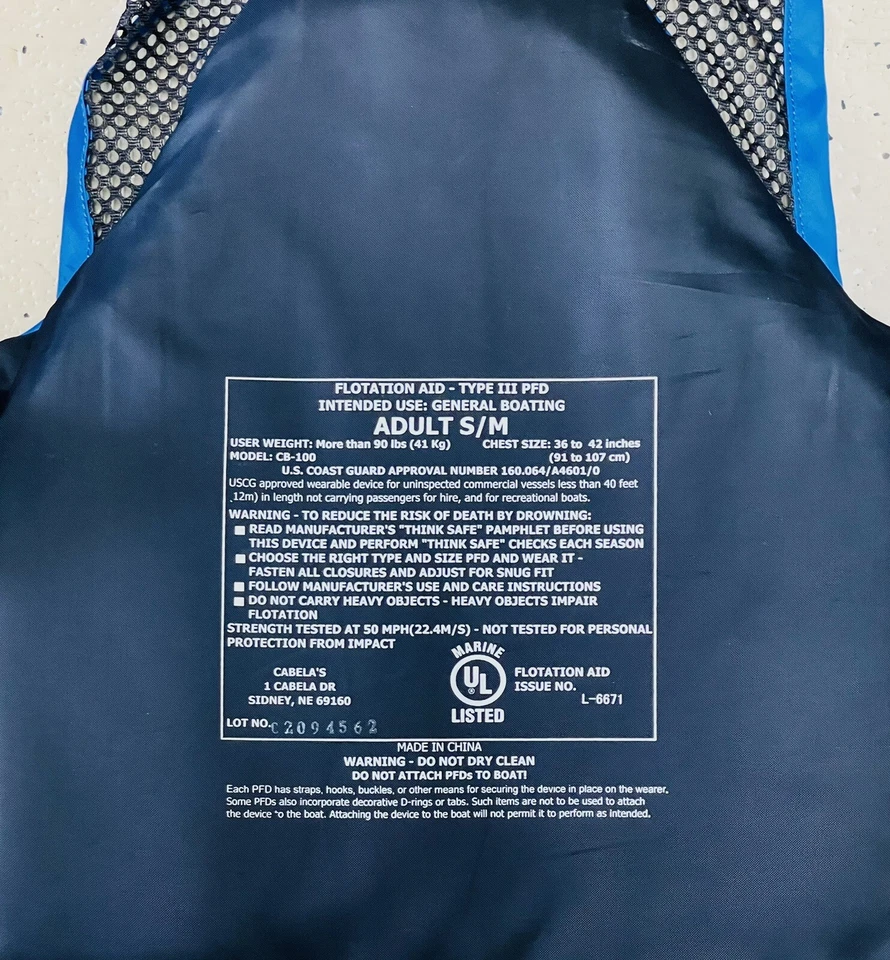 FLOTATION AID - TYPE III PFD
INTENDED USE: GENERAL BOATING
ADULT S/M
USER WEIGHT: More than 90 lbs (41 Kg) CHEST SIZE: 36 to 42 inches
MODEL: CB-100 (91 to 107 cm)
U.S. COAST GUARD APPROVAL NUMBER 160.064/A4601/0
USCG approved wearable device for uninspected commercial vessels less than 40 feet
.12m) in length not carrying passengers for hire, and for recreational boats.
WARNING - TO REDUCE THE RISK OF DEATH BY DROWNING:
■ READ MANUFACTURER'S "THINK SAFE" PAMPHLET BEFORE USING
THIS DEVICE AND PERFORM "THINK SAFE" CHECKS EACH SEASON
■ CHOOSE THE RIGHT TYPE AND SIZE PFD AND WEAR IT -
FASTEN ALL CLOSURES AND ADJUST FOR SNUG FIT
■ FOLLOW MANUFACTURER'S USE AND CARE INSTRUCTIONS
■ DO NOT CARRY HEAVY OBJECTS - HEAVY OBJECTS IMPAIR
FLOTATION
STRENGTH TESTED AT 50 MPH(22.4M/S) - NOT TESTED FOR PERSONAL
PROTECTION FROM IMPACT
CABELA'S
1 CABELA DR
SIDNEY, NE 69160
MARINE
UL ®
LISTED
FLOTATION AID
ISSUE NO.
L-6671
LOT NO. C2094562
MADE IN CHINA
WARNING - DO NOT DRY CLEAN
DO NOT ATTACH PFDs TO BOAT!
Each PFD has straps, hooks, buckles, or other means for securing the device in place on the wearer.
Some PFDs also incorporate decorative D-rings or tabs. Such items are not to be used to attach
the device to the boat. Attaching the device to the boat will not permit it to perform as intended.